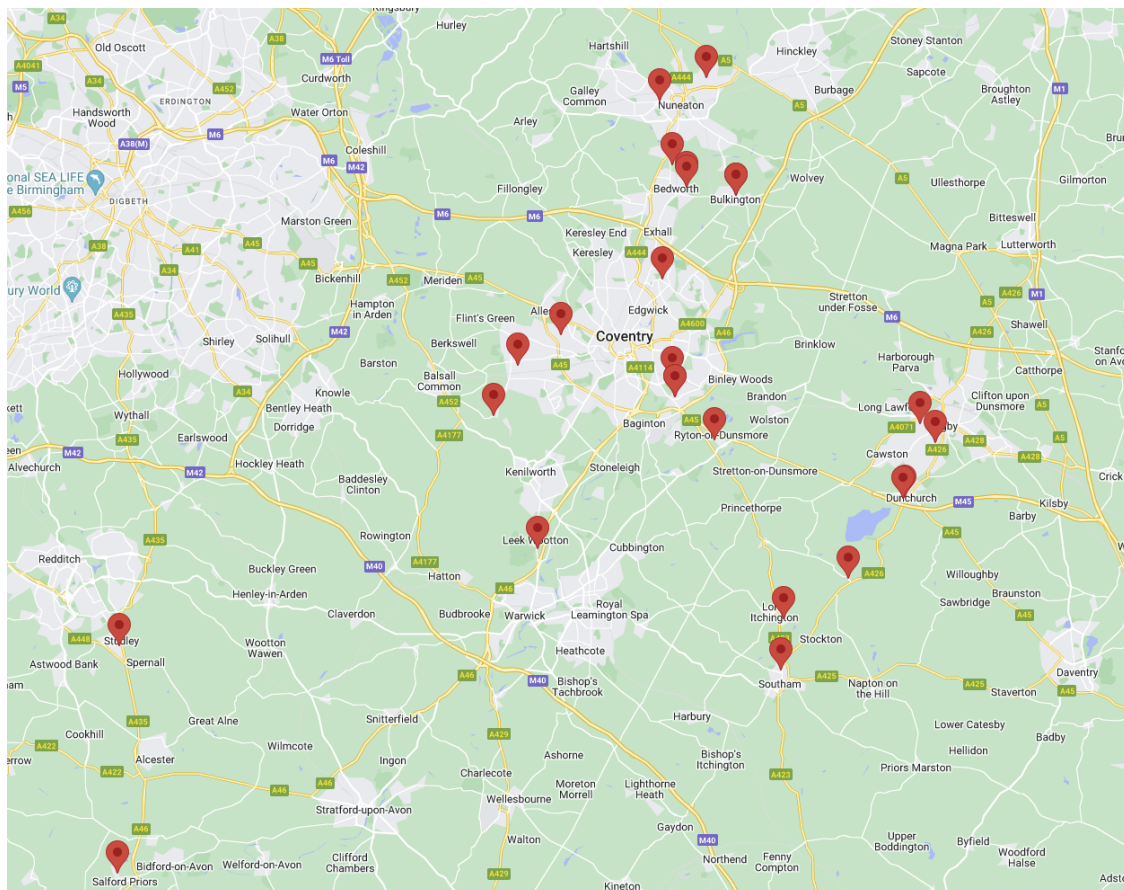 A34
Kingsbury
Hurley
A38
A5
Stoney Stanton
Old Oscott
M6 Toll
Hartshill
Hinckley
A4041
A34
A444
A5
Sapcote
M5
A452
Curdworth
Galley
Common
Burbage
Broughton
Astley
M1
ERDINGTON
Nuneaton
Handsworth
Wood
Water Orton
A5
A38(M)
M6
Arley
Coleshill
M6
M42
SEA LIFE
Birmingham
Fillongley
Bedworth
Wolvey
A5
Ullesthorpe
Gilmorton
DIGBETH
Bulkington
A456
Marston Green
M6
M6
Bitteswell
Keresley End
Exhall
A38
A41
A45
Keresley
A444
Magna Park
Lutterworth
A34
A45
Bickenhill
A452
Meriden
A45
A426
World
Hampton
in Arden
Stretton
under Fosse
A5
M1
A435
Flint's Green
Edgwick
M6
Shawell
M42
Coventry
A4600
A46
A426
Shirley
Solihull
Berkswell
Brinklow
Barston
A45
A4114
Harborough
Parva
Catthorpe
Hollywood
Balsall
Common
Binley Woods
Knowle
A34
A452
Brandon
Long Lawford
Clifton upon
Dunsmore
A5
Wythall
Bentley Heath
Dorridge
Baginton
A45
Wolston
A4071
A435
Earlswood
A4177
Ryton-on-Dunsmore
A426
A428
A5
M42
Hockley Heath
Stoneleigh
Cawston
A428
Alvechurch
M42
Kenilworth
Stretton-on-Dunsmore
Crick
Baddesley
Clinton
Dunchurch
M45
Kilsby
Princethorpe
Barby
A435
Rowington
Leek Wootton
A45
Redditch
Cubbington
A4177
Buckley Green
M40
Hatton
A426
Willoughby
Henley-in-Arden
A46
Braunston
Royal
Leamington Spa
Long
Itchington
Sawbridge
A45
Claverdon
Budbrooke
Warwick
A448
Studley
Wootton
Wawen
Stockton
Heathcote
Astwood Bank
Spernall
A46
Daventry
M40
Bishop's
Tachbrook
Southam
A425
Napton on
the Hill
A425
Staverton
A45
A435
Great Alne
Snitterfield
Harbury
Lower Catesby
Cookhill
A429
Badby
A422
Wilmcote
Ashorne
Bishop's
Itchington
Hellidon
Alcester
Ingon
A422
Charlecote
Moreton
Morrell
A423
Priors Marston
A46
Lighthorne
Heath
Wellesbourne
Stratford-upon-Avon
A46
Gaydon
Upper
Boddington
Walton
M40
Byfield
Bidford-on-Avon
Welford-on-Avon
Clifford
Chambers
Northend
Fenny
Compton
Woodford
Halse
Salford Priors
A429
Kineton